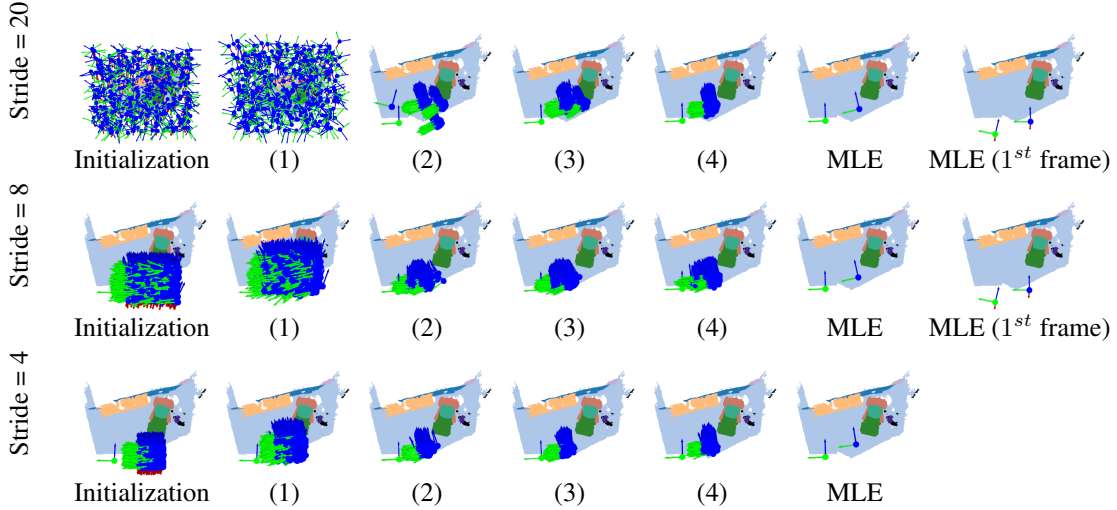 Stride = 20
Initialization (1) (2) (3) (4) MLE MLE (1st frame)
Stride = 8
Initialization (1) (2) (3) (4) MLE MLE (1st frame)
Stride = 4
Initialization (1) (2) (3) (4) MLE